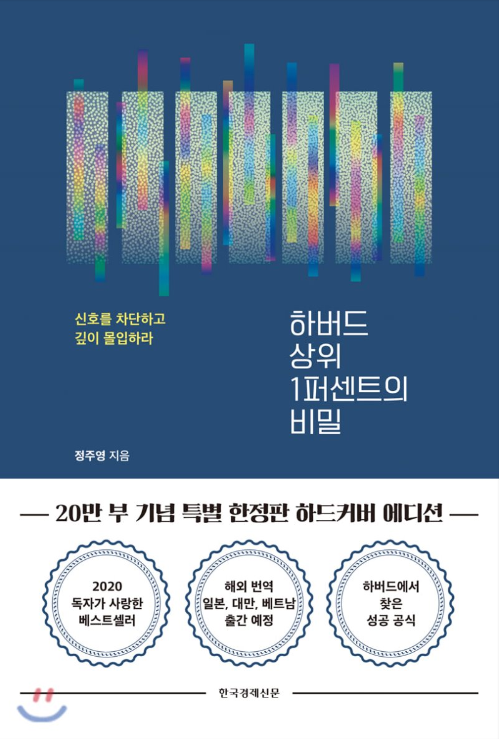 신호를 차단하고
깊이 몰입하라
하버드
상위
1퍼센트의
비밀
정주영 지음
20만 부 기념 특별 한정판 하드커버 에디션
2020
독자가 사랑한
베스트셀러
해외 번역
일본, 대만, 베트남
출간 예정
하버드에서
찾은
성공 공식
한국경제신문